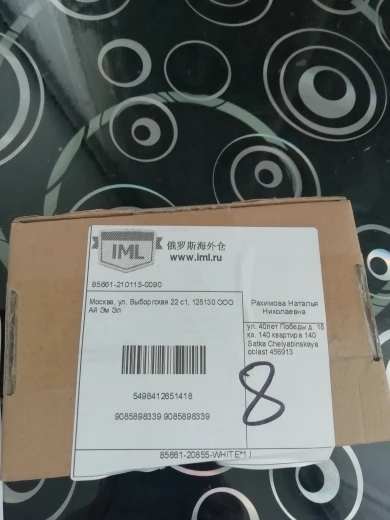 IML
俄罗斯海外仓
www.iml.ru
85661-210113-0090
Москва, ул. Выборгская 22 с1, 125130 ООО
Ай Эм Эл
Рахимова Наталья
Николаевна
ул. 40лет Победы д. 18
кв. 140 квартира 140
Satka Chelyabinskaya
oblast 456913
5498412651418
9085898339 9085898339
8
85661-20855-WHITE*1